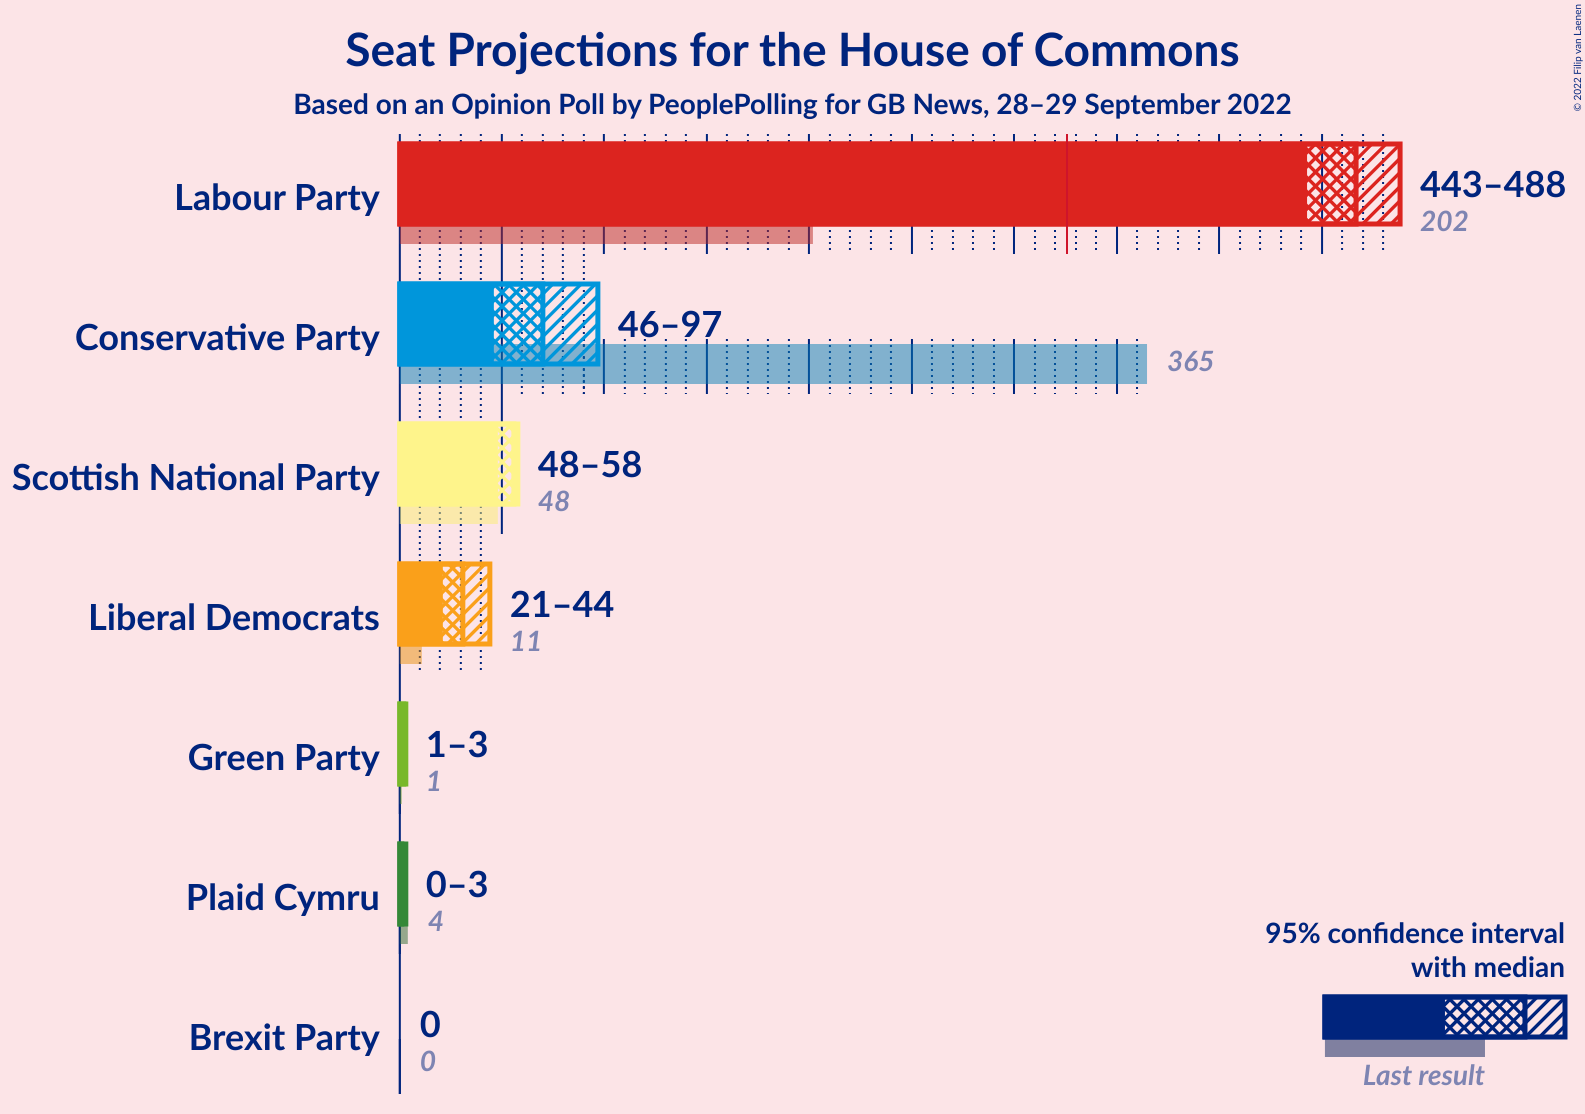 Seat Projections for the House of Commons
Based on an Opinion Poll by PeoplePolling for GB News, 28–29 September 2022
© 2022 Filip van Laenen
Labour Party
443–488
202
Conservative Party
46–97
365
Scottish National Party
48–58
48
Liberal Democrats
21–44
11
Green Party
1–3
1
Plaid Cymru
0–3
4
Brexit Party
0
0
95% confidence interval
with median
Last result